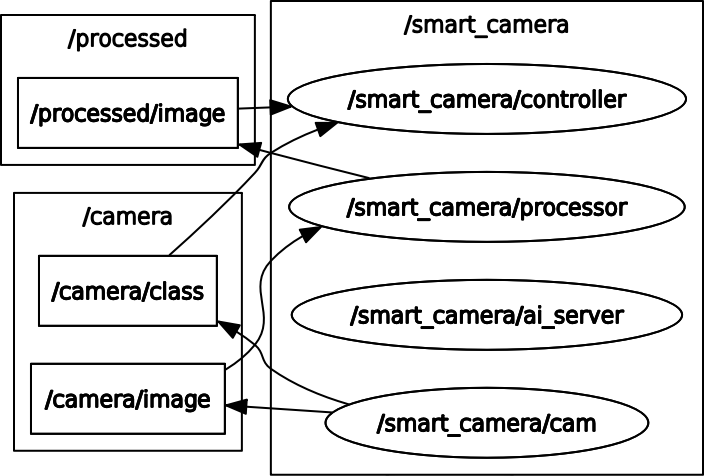 /processed
/processed/image
/camera
/camera/class
/camera/image
/smart_camera
/smart_camera/controller
/smart_camera/processor
/smart_camera/ai_server
/smart_camera/cam